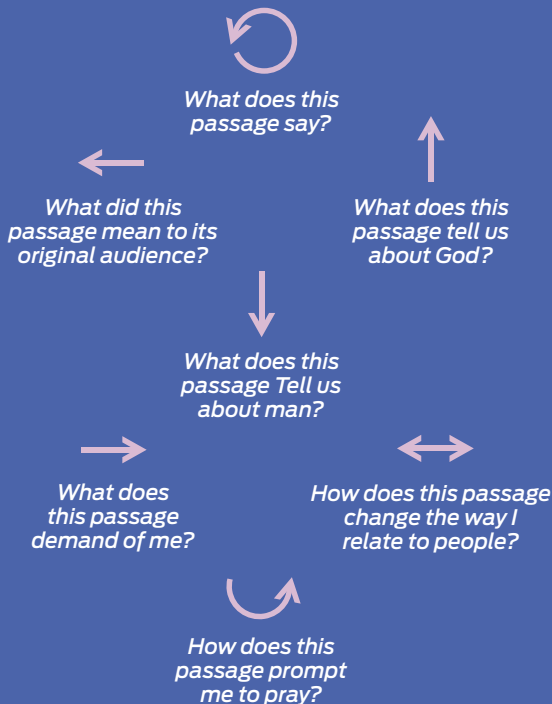 What does this
passage say?
What did this
passage mean to its
original audience?
What does this
passage tell us
about God?
What does this
passage Tell us
about man?
What does
this passage
demand of me?
How does this passage
change the way I
relate to people?
How does this
passage prompt
me to pray?